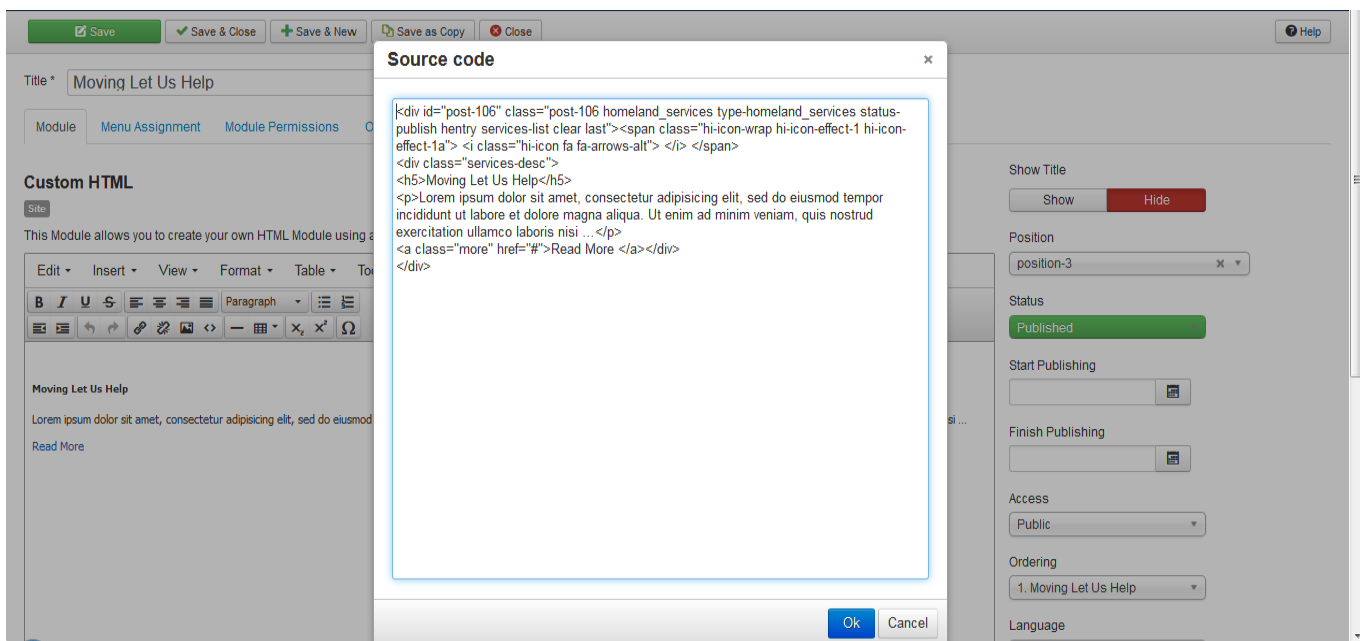 Save
Save & Close
Save & New
Save as Copy
Close
Help
Title * Moving Let Us Help
Module Menu Assignment Module Permissions
Custom HTML
Site
This Module allows you to create your own HTML Module using
Edit Insert View Format Table
B I U S Paragraph
Moving Let Us Help
Lorem ipsum dolor sit amet, consectetur adipisicing elit, sed do eiusmod
Read More
Source code ×
<div id="post-106" class="post-106 homeland_services type-homeland_services status-
publish hentry services-list clear last"><span class="hi-icon-wrap hi-icon-effect-1 hi-icon-
effect-1a"> <i class="hi-icon fa fa-arrows-alt"> </i> </span>
<div class="services-desc">
<h5>Moving Let Us Help</h5>
<p>Lorem ipsum dolor sit amet, consectetur adipisicing elit, sed do eiusmod tempor
incididunt ut labore et dolore magna aliqua. Ut enim ad minim veniam, quis nostrud
exercitation ullamco laboris nisi ...</p>
<a class="more" href="#">Read More </a></div>
</div>
Ok Cancel
si ...
Show Title
Show Hide
Position
position-3
Status
Published
Start Publishing
Finish Publishing
Access
Public
Ordering
1. Moving Let Us Help
Language